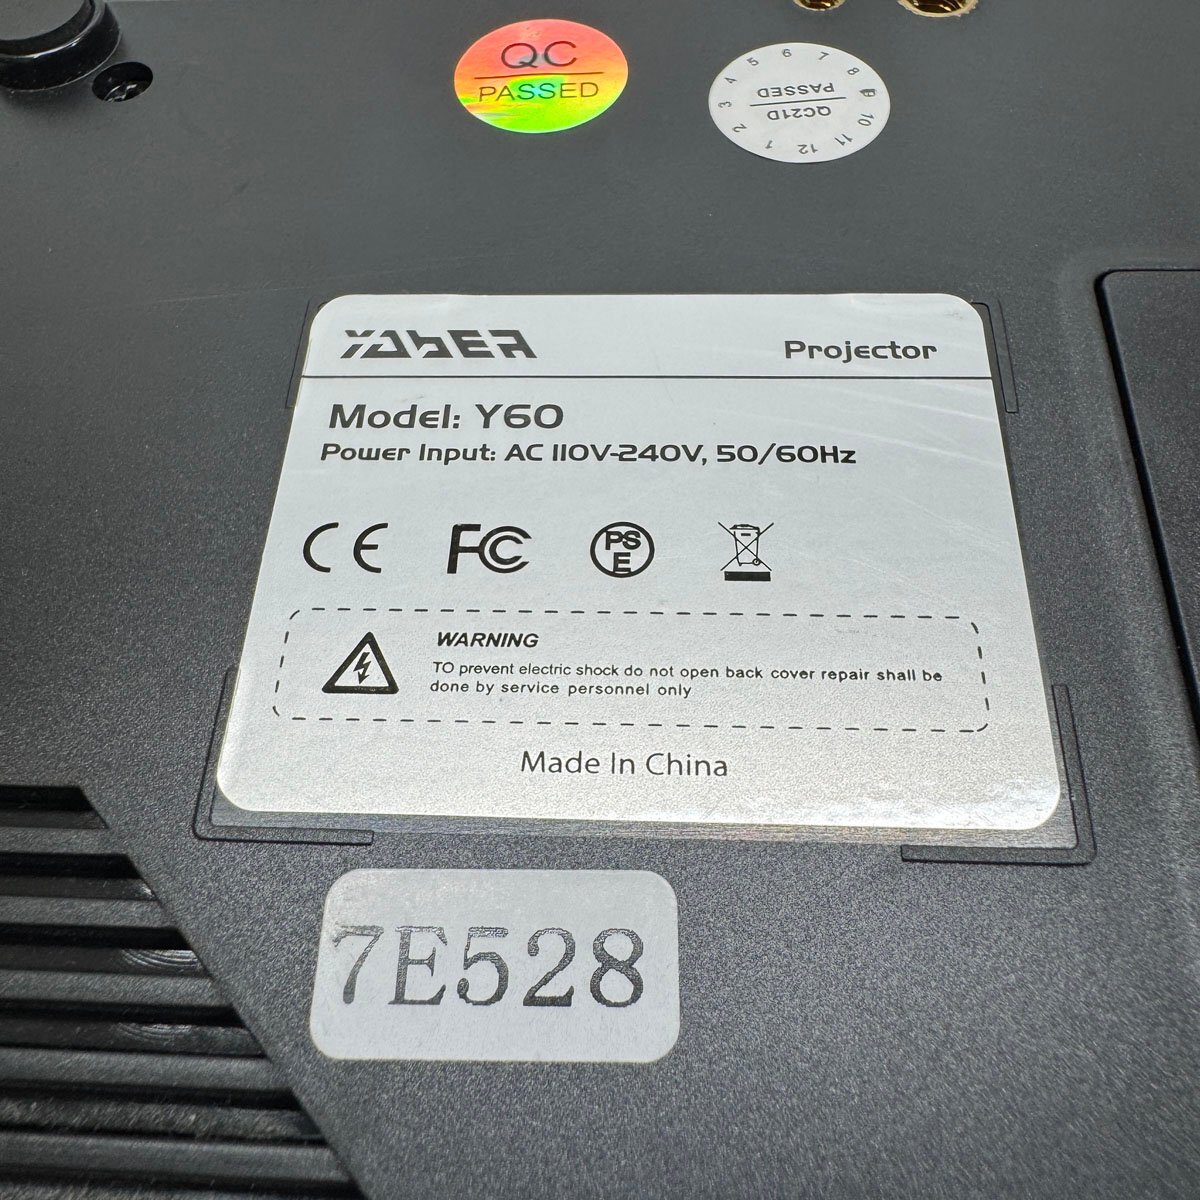 QC
PASSED
5 6 7 8 9 10 11 12 1 2 3 4
PASSED
QC21D
YABER
Projector
Model: Y60
Power Input: AC 110V-240V, 50/60Hz
CE FC PSE
WARNING
TO prevent electric shock do not open back cover repair shall be
done by service personnel only
Made In China
7E528